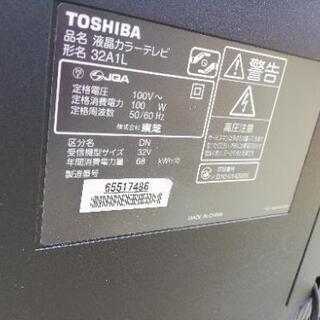 TOSHIBA
品名 液晶カラーテレビ
形名 32A1L
JQA
定格電圧 100V～
定格消費電力 100 W
定格周波数 50/60 Hz
株式会社 東芝
区分名 DN
受信機型サイズ 32V
年間消費電力量 68 kWh/年
製造番号
65517486
警告
高圧注意
MADE IN CHINA